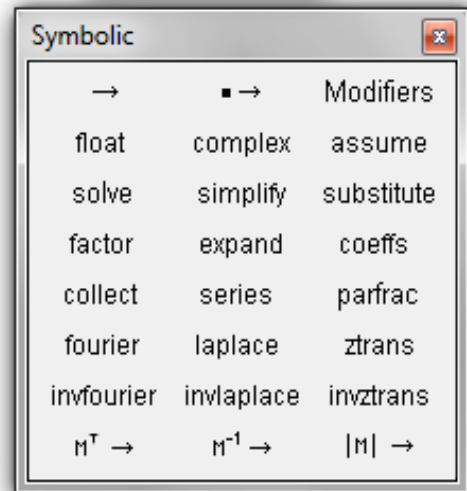 Symbolic x
→ ▪ → Modifiers
float complex assume
solve simplify substitute
factor expand coeffs
collect series parfrac
fourier laplace ztrans
invfourier invlaplace invztrans
Mᵀ → M⁻¹ → |M| →